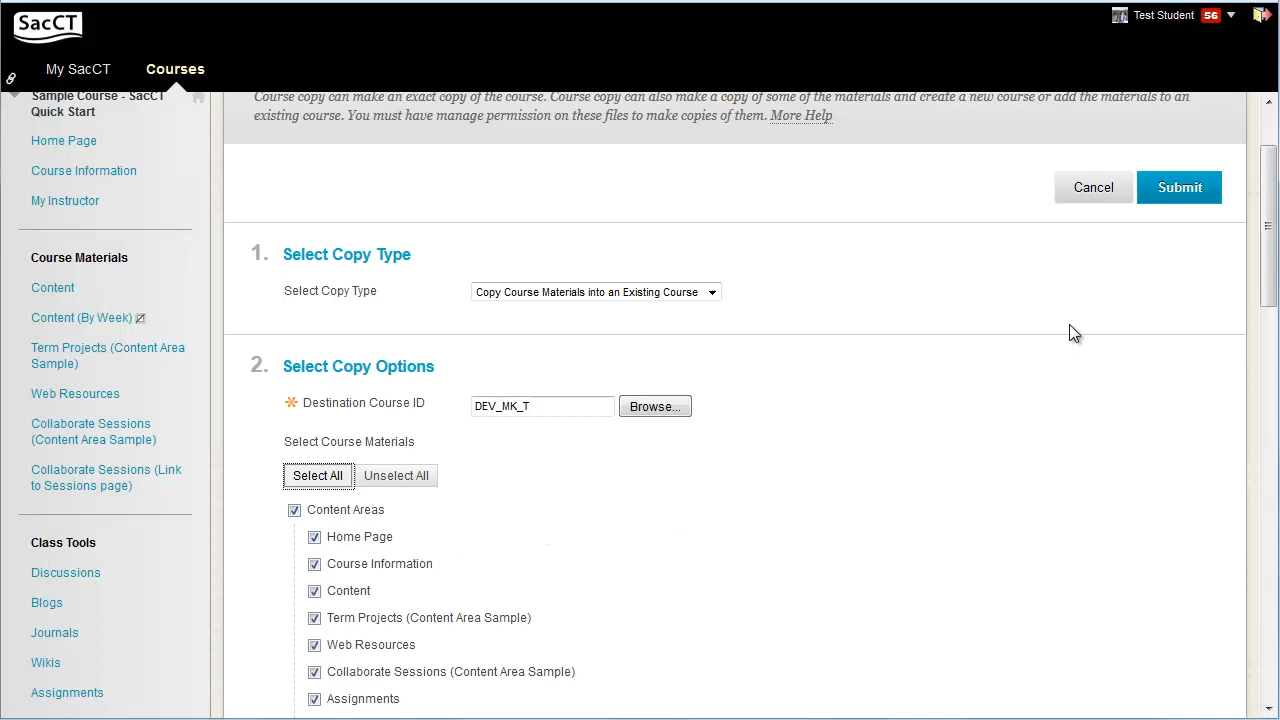 SacCT
Test Student 56
My SacCT Courses
Sample Course - SacCT
Quick Start
Home Page
Course Information
My Instructor
Course Materials
Content
Content (By Week)
Term Projects (Content Area
Sample)
Web Resources
Collaborate Sessions
(Content Area Sample)
Collaborate Sessions (Link
to Sessions page)
Class Tools
Discussions
Blogs
Journals
Wikis
Assignments
Course copy can make an exact copy of the course. Course copy can also make a copy of some of the materials and create a new course or add the materials to an
existing course. You must have manage permission on these files to make copies of them. More Help
Cancel Submit
1. Select Copy Type
Select Copy Type Copy Course Materials into an Existing Course
2. Select Copy Options
Destination Course ID DEV_MK_T Browse...
Select Course Materials
Select All Unselect All
Content Areas
Home Page
Course Information
Content
Term Projects (Content Area Sample)
Web Resources
Collaborate Sessions (Content Area Sample)
Assignments